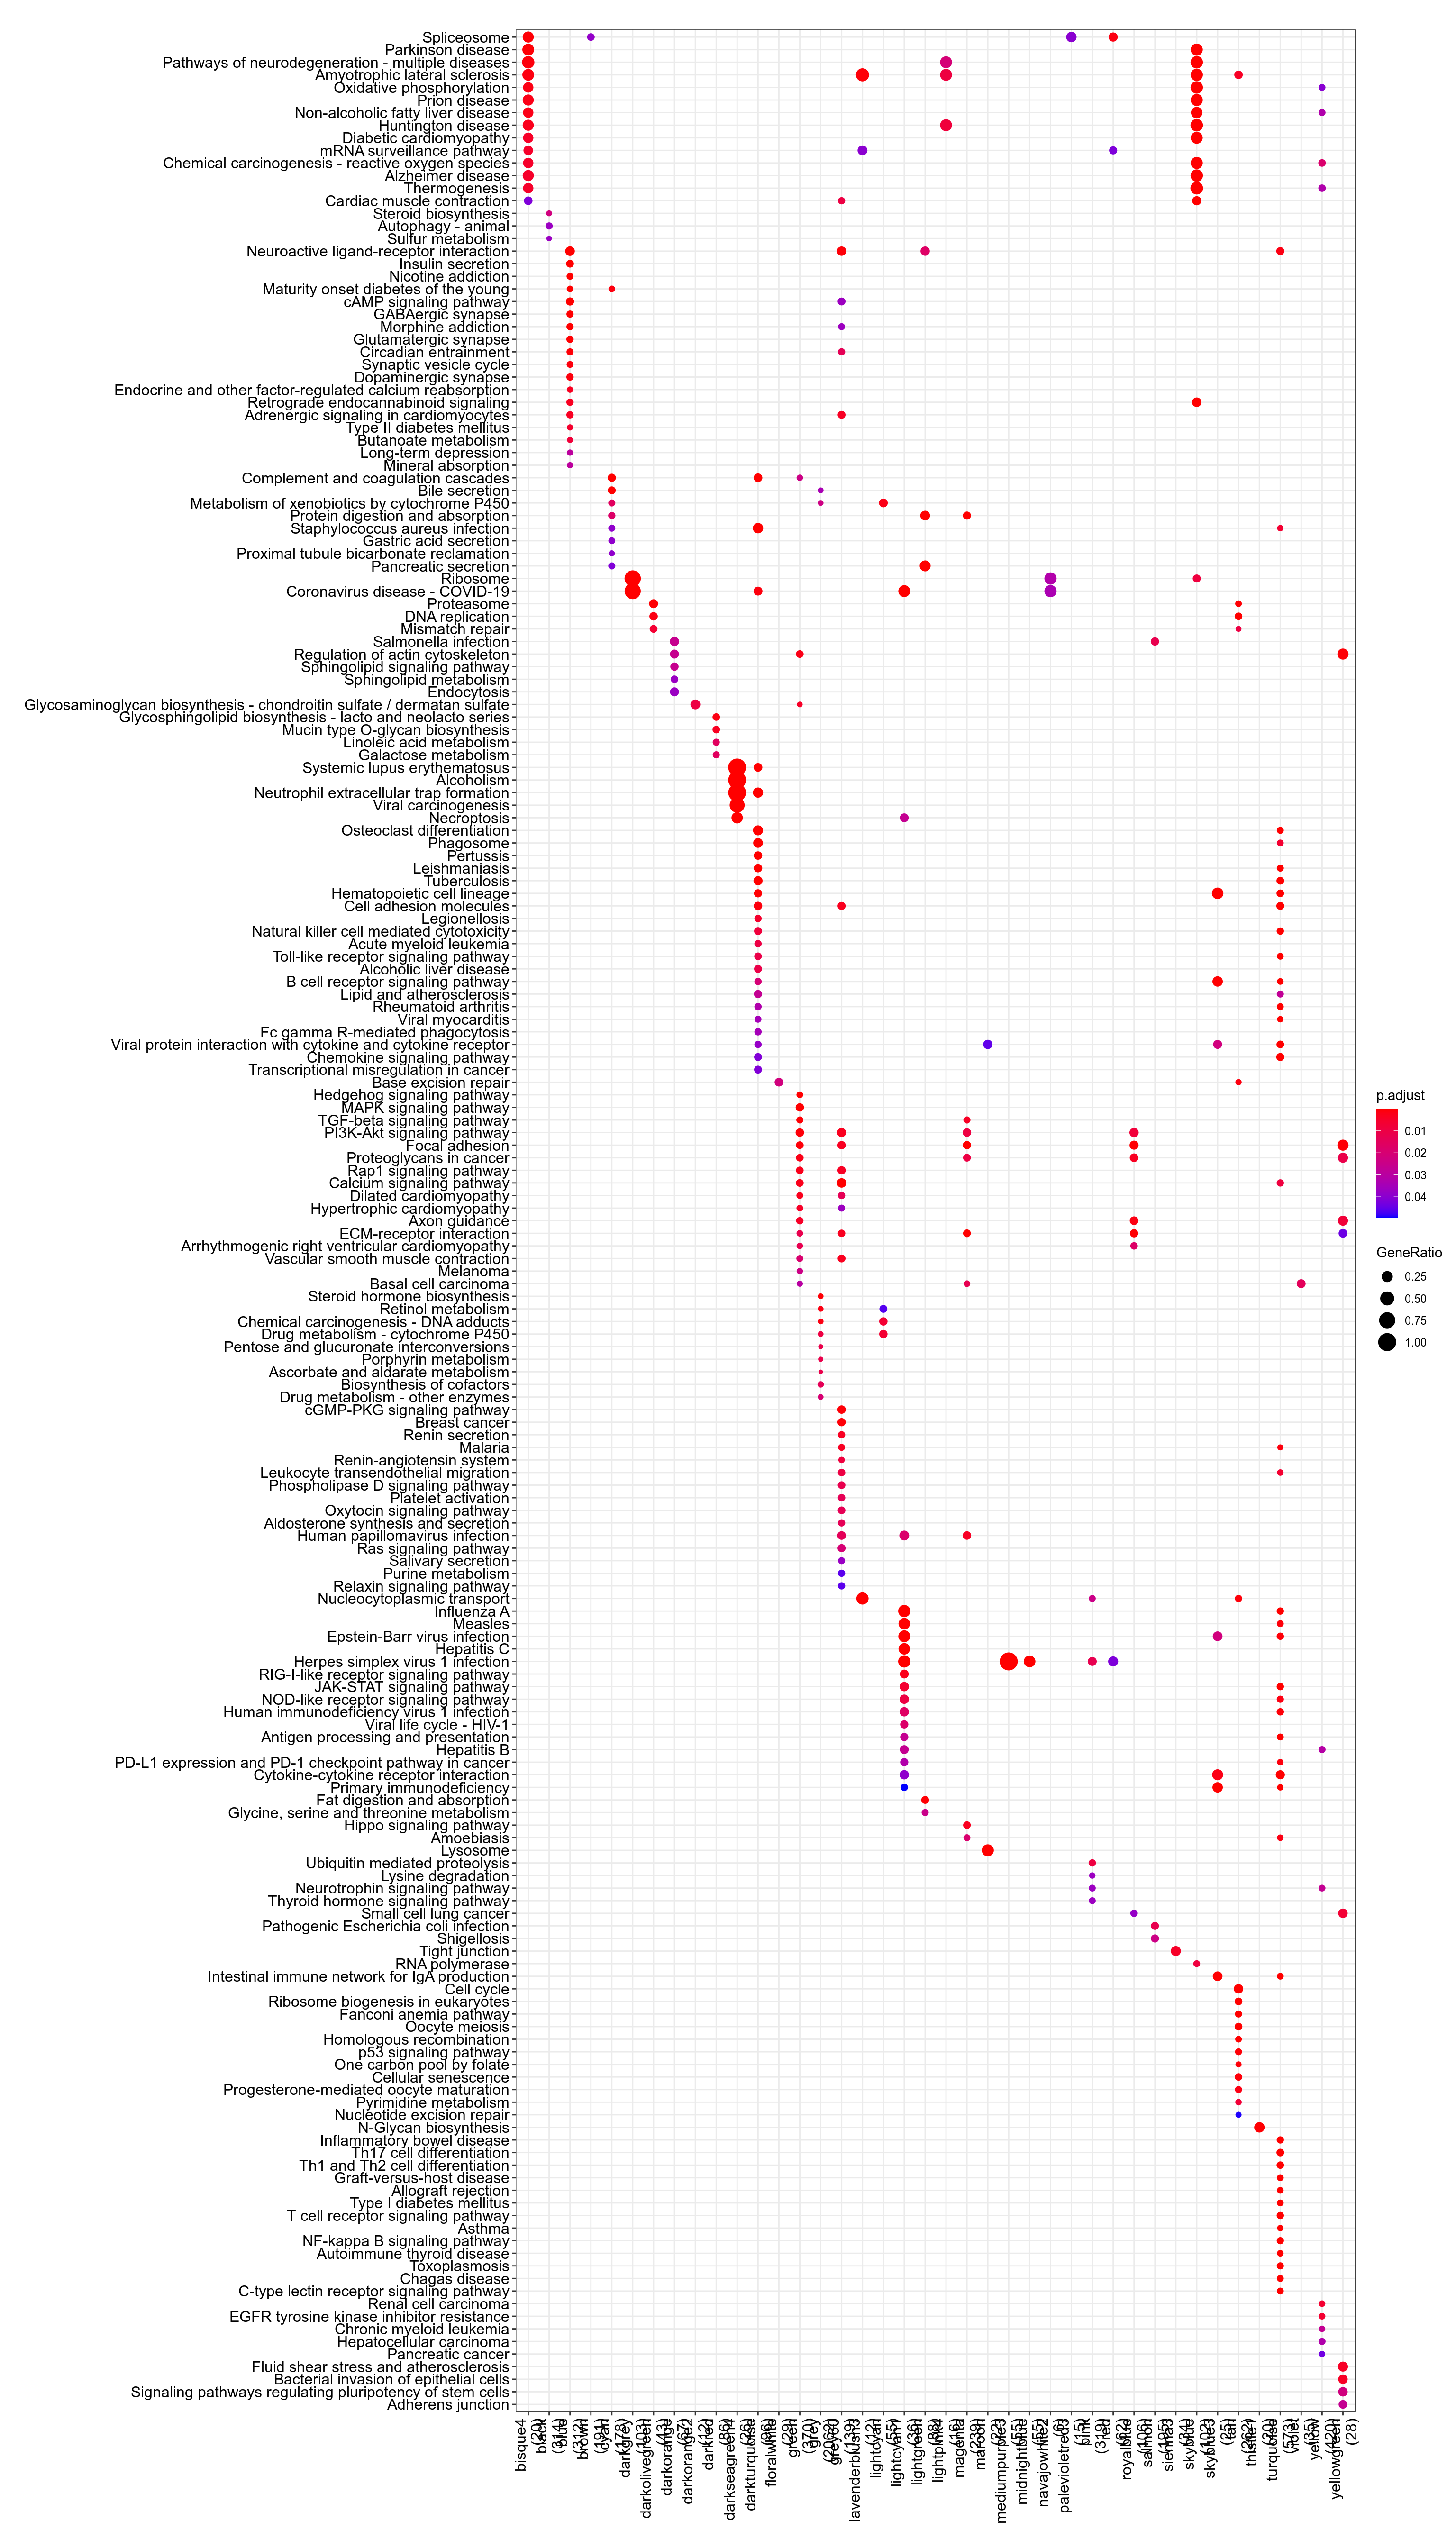 Spliceosome
Parkinson disease
Pathways of neurodegeneration - multiple diseases
Amyotrophic lateral sclerosis
Oxidative phosphorylation
Prion disease
Non-alcoholic fatty liver disease
Huntington disease
Diabetic cardiomyopathy
mRNA surveillance pathway
Chemical carcinogenesis - reactive oxygen species
Alzheimer disease
Thermogenesis
Cardiac muscle contraction
Steroid biosynthesis
Autophagy - animal
Sulfur metabolism
Neuroactive ligand-receptor interaction
Insulin secretion
Nicotine addiction
Maturity onset diabetes of the young
cAMP signaling pathway
GABAergic synapse
Morphine addiction
Glutamatergic synapse
Circadian entrainment
Synaptic vesicle cycle
Dopaminergic synapse
Endocrine and other factor-regulated calcium reabsorption
Retrograde endocannabinoid signaling
Adrenergic signaling in cardiomyocytes
Type II diabetes mellitus
Butanoate metabolism
Long-term depression
Mineral absorption
Complement and coagulation cascades
Bile secretion
Metabolism of xenobiotics by cytochrome P450
Protein digestion and absorption
Staphylococcus aureus infection
Gastric acid secretion
Proximal tubule bicarbonate reclamation
Pancreatic secretion
Ribosome
Coronavirus disease - COVID-19
Proteasome
DNA replication
Mismatch repair
Salmonella infection
Regulation of actin cytoskeleton
Sphingolipid signaling pathway
Sphingolipid metabolism
Endocytosis
Glycosaminoglycan biosynthesis - chondroitin sulfate / dermatan sulfate
Glycosphingolipid biosynthesis - lacto and neolacto series
Mucin type O-glycan biosynthesis
Linoleic acid metabolism
Galactose metabolism
Systemic lupus erythematosus
Alcoholism
Neutrophil extracellular trap formation
Viral carcinogenesis
Necroptosis
Osteoclast differentiation
Phagosome
Pertussis
Leishmaniasis
Tuberculosis
Hematopoietic cell lineage
Cell adhesion molecules
Legionellosis
Natural killer cell mediated cytotoxicity
Acute myeloid leukemia
Toll-like receptor signaling pathway
Alcoholic liver disease
B cell receptor signaling pathway
Lipid and atherosclerosis
Rheumatoid arthritis
Viral myocarditis
Fc gamma R-mediated phagocytosis
Viral protein interaction with cytokine and cytokine receptor
Chemokine signaling pathway
Transcriptional misregulation in cancer
Base excision repair
Hedgehog signaling pathway
MAPK signaling pathway
TGF-beta signaling pathway
PI3K-Akt signaling pathway
Focal adhesion
Proteoglycans in cancer
Rap1 signaling pathway
Calcium signaling pathway
Dilated cardiomyopathy
Hypertrophic cardiomyopathy
Axon guidance
ECM-receptor interaction
Arrhythmogenic right ventricular cardiomyopathy
Vascular smooth muscle contraction
Melanoma
Basal cell carcinoma
Steroid hormone biosynthesis
Retinol metabolism
Chemical carcinogenesis - DNA adducts
Drug metabolism - cytochrome P450
Pentose and glucuronate interconversions
Porphyrin metabolism
Ascorbate and aldarate metabolism
Biosynthesis of cofactors
Drug metabolism - other enzymes
cGMP-PKG signaling pathway
Breast cancer
Renin secretion
Malaria
Renin-angiotensin system
Leukocyte transendothelial migration
Phospholipase D signaling pathway
Platelet activation
Oxytocin signaling pathway
Aldosterone synthesis and secretion
Human papillomavirus infection
Ras signaling pathway
Salivary secretion
Purine metabolism
Relaxin signaling pathway
Nucleocytoplasmic transport
Influenza A
Measles
Epstein-Barr virus infection
Hepatitis C
Herpes simplex virus 1 infection
RIG-I-like receptor signaling pathway
JAK-STAT signaling pathway
NOD-like receptor signaling pathway
Human immunodeficiency virus 1 infection
Viral life cycle - HIV-1
Antigen processing and presentation
Hepatitis B
PD-L1 expression and PD-1 checkpoint pathway in cancer
Cytokine-cytokine receptor interaction
Primary immunodeficiency
Fat digestion and absorption
Glycine, serine and threonine metabolism
Hippo signaling pathway
Amoebiasis
Lysosome
Ubiquitin mediated proteolysis
Lysine degradation
Neurotrophin signaling pathway
Thyroid hormone signaling pathway
Small cell lung cancer
Pathogenic Escherichia coli infection
Shigellosis
Tight junction
RNA polymerase
Intestinal immune network for IgA production
Cell cycle
Ribosome biogenesis in eukaryotes
Fanconi anemia pathway
Oocyte meiosis
Homologous recombination
p53 signaling pathway
One carbon pool by folate
Cellular senescence
Progesterone-mediated oocyte maturation
Pyrimidine metabolism
Nucleotide excision repair
N-Glycan biosynthesis
Inflammatory bowel disease
Th17 cell differentiation
Th1 and Th2 cell differentiation
Graft-versus-host disease
Allograft rejection
Type I diabetes mellitus
T cell receptor signaling pathway
Asthma
NF-kappa B signaling pathway
Autoimmune thyroid disease
Toxoplasmosis
Chagas disease
C-type lectin receptor signaling pathway
Renal cell carcinoma
EGFR tyrosine kinase inhibitor resistance
Chronic myeloid leukemia
Hepatocellular carcinoma
Pancreatic cancer
Fluid shear stress and atherosclerosis
Bacterial invasion of epithelial cells
Signaling pathways regulating pluripotency of stem cells
Adherens junction
bisque4
black
blue
brown
cyan
darkgrey
darkolivegreen
darkorange
darkorange2
darkred
darkseagreen4
darkturquoise
floralwhite
green
grey
grey60
lavenderblush3
lightcyan
lightcyan1
lightgreen
lightpink4
magenta
maroon
mediumpurple3
midnightblue
navajowhite2
palevioletred3
pink
red
royalblue
salmon
sienna3
skyblue
skyblue3
tan
thistle1
turquoise
violet
yellow
yellowgreen
(28)
p.adjust
0.01
0.02
0.03
0.04
GeneRatio
0.25
0.50
0.75
1.00